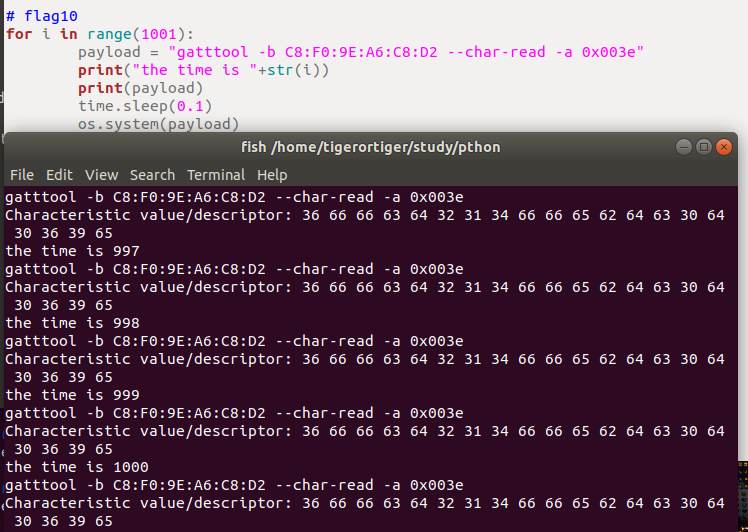 # flag10
for i in range(1001):
payload = "gatttool -b C8:F0:9E:A6:C8:D2 --char-read -a 0x003e"
print("the time is "+str(i))
print(payload)
time.sleep(0.1)
os.system(payload)
fish /home/tigerortiger/study/pthon
File Edit View Search Terminal Help
gatttool -b C8:F0:9E:A6:C8:D2 --char-read -a 0x003e
Characteristic value/descriptor: 36 66 66 63 64 32 31 34 66 66 65 62 64 63 30 64
30 36 39 65
the time is 997
gatttool -b C8:F0:9E:A6:C8:D2 --char-read -a 0x003e
Characteristic value/descriptor: 36 66 66 63 64 32 31 34 66 66 65 62 64 63 30 64
30 36 39 65
the time is 998
gatttool -b C8:F0:9E:A6:C8:D2 --char-read -a 0x003e
Characteristic value/descriptor: 36 66 66 63 64 32 31 34 66 66 65 62 64 63 30 64
30 36 39 65
the time is 999
gatttool -b C8:F0:9E:A6:C8:D2 --char-read -a 0x003e
Characteristic value/descriptor: 36 66 66 63 64 32 31 34 66 66 65 62 64 63 30 64
30 36 39 65
the time is 1000
gatttool -b C8:F0:9E:A6:C8:D2 --char-read -a 0x003e
Characteristic value/descriptor: 36 66 66 63 64 32 31 34 66 66 65 62 64 63 30 64
30 36 39 65